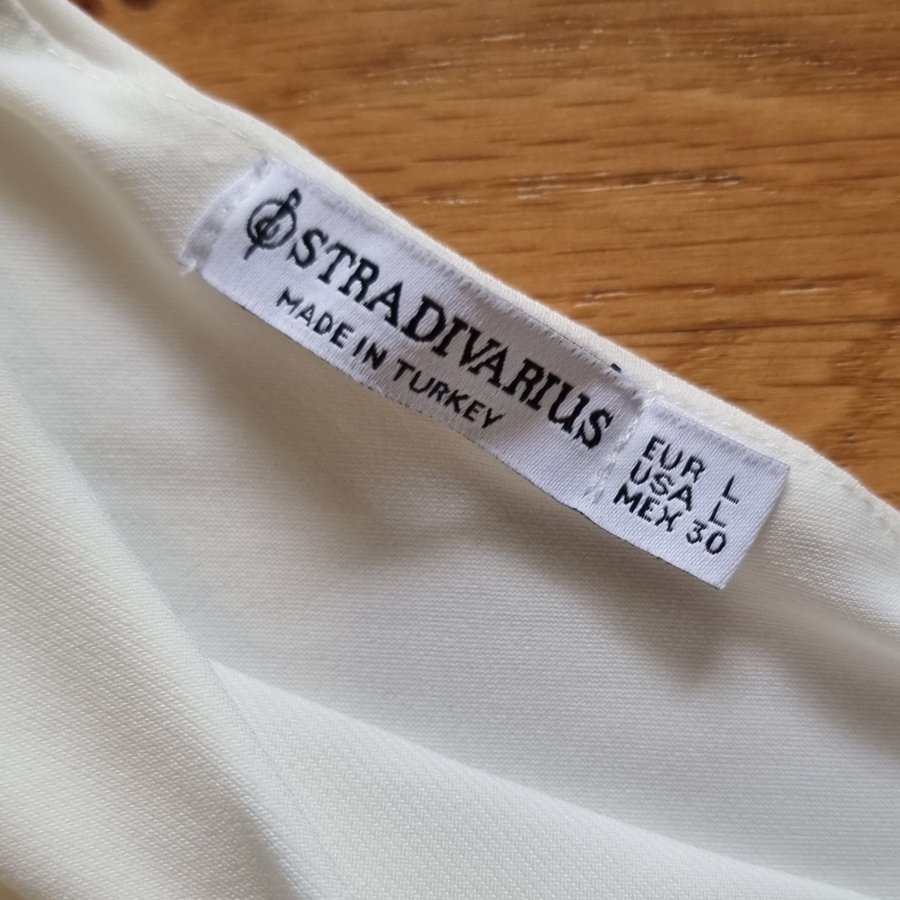 STRADIVARIUS
MADE IN TURKEY
EUR L
USA L
MEX 30